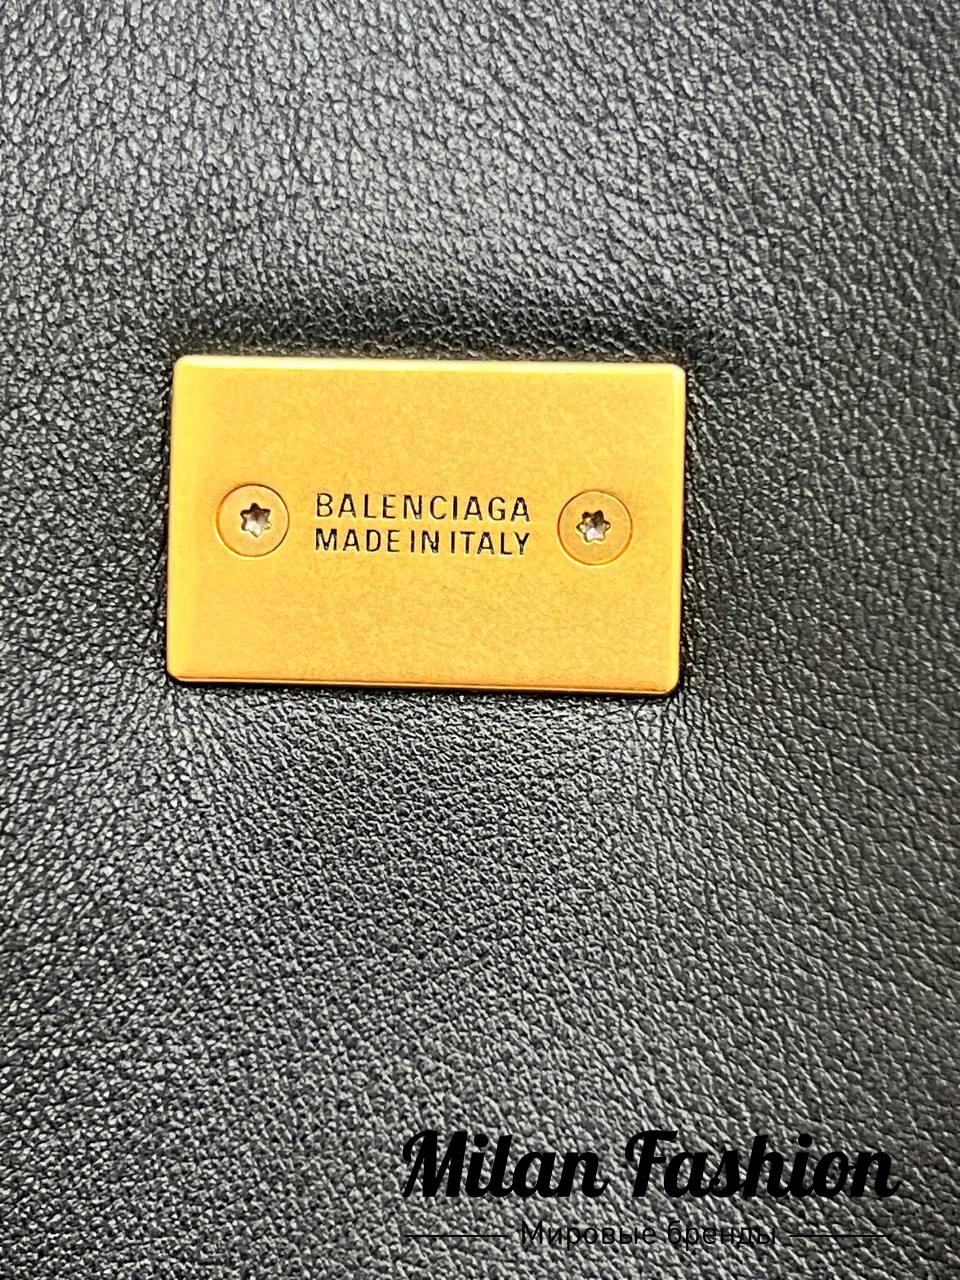 BALENCIAGA
MADE IN ITALY
Milan Fashion
Мировые бренды